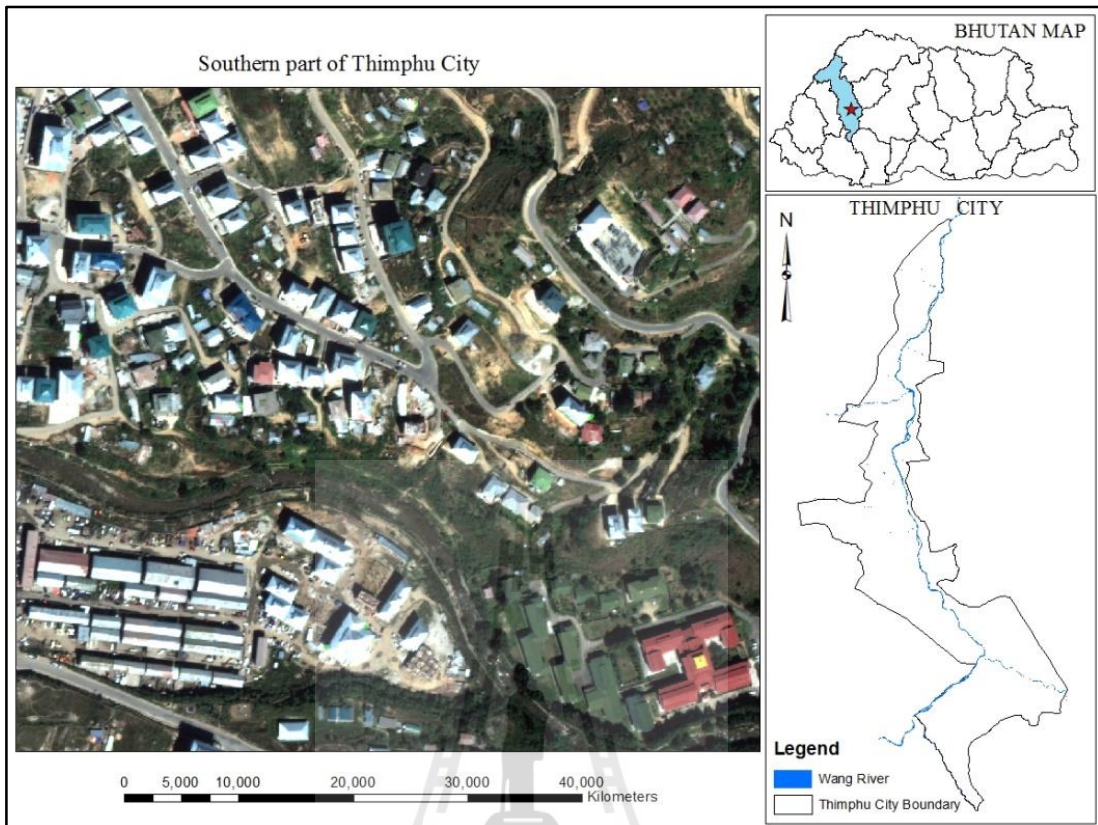 Southern part of Thimphu City
BHUTAN MAP
THIMPHU CITY
N
Legend
Wang River
Thimphu City Boundary
0 5,000 10,000 20,000 30,000 40,000
Kilometers